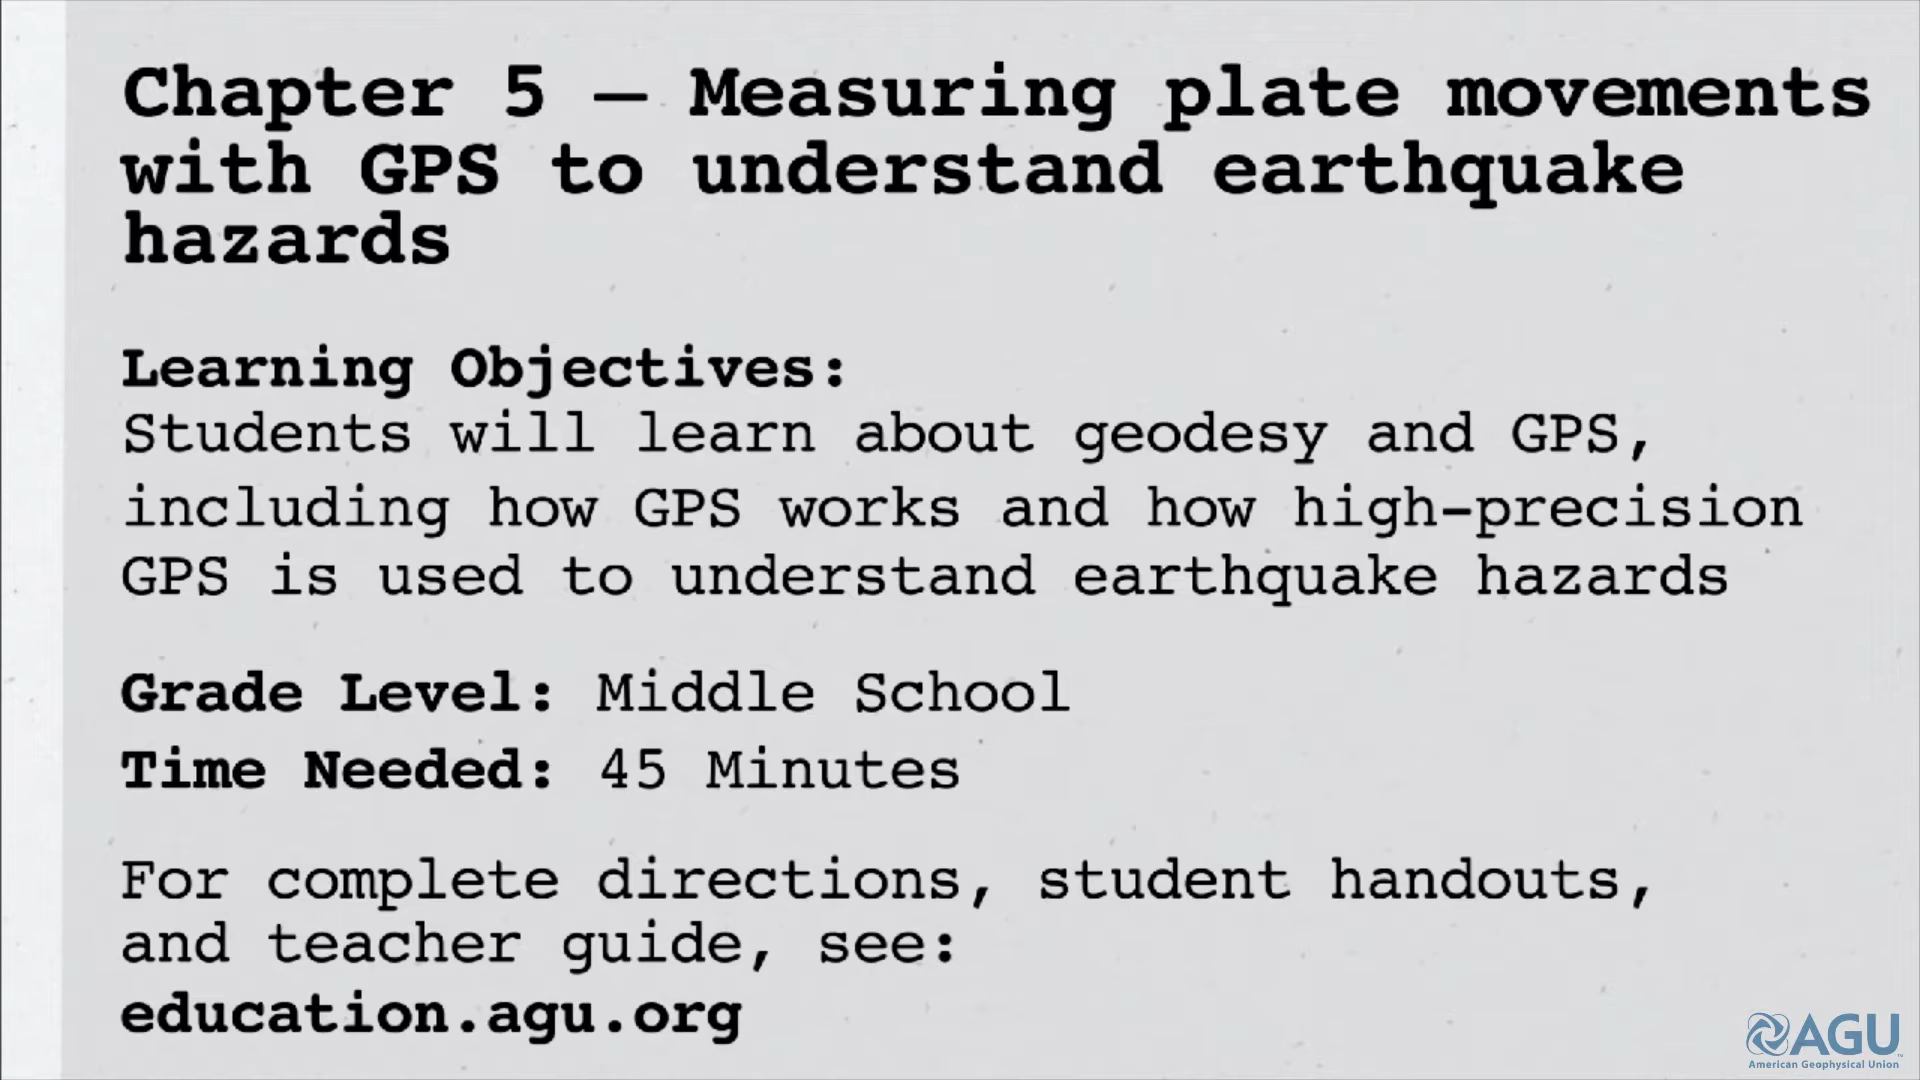 Chapter 5 – Measuring plate movements
with GPS to understand earthquake
hazards
Learning Objectives:
Students will learn about geodesy and GPS,
including how GPS works and how high-precision
GPS is used to understand earthquake hazards
Grade Level: Middle School
Time Needed: 45 Minutes
For complete directions, student handouts,
and teacher guide, see:
education.agu.org
AGU
American Geophysical Union